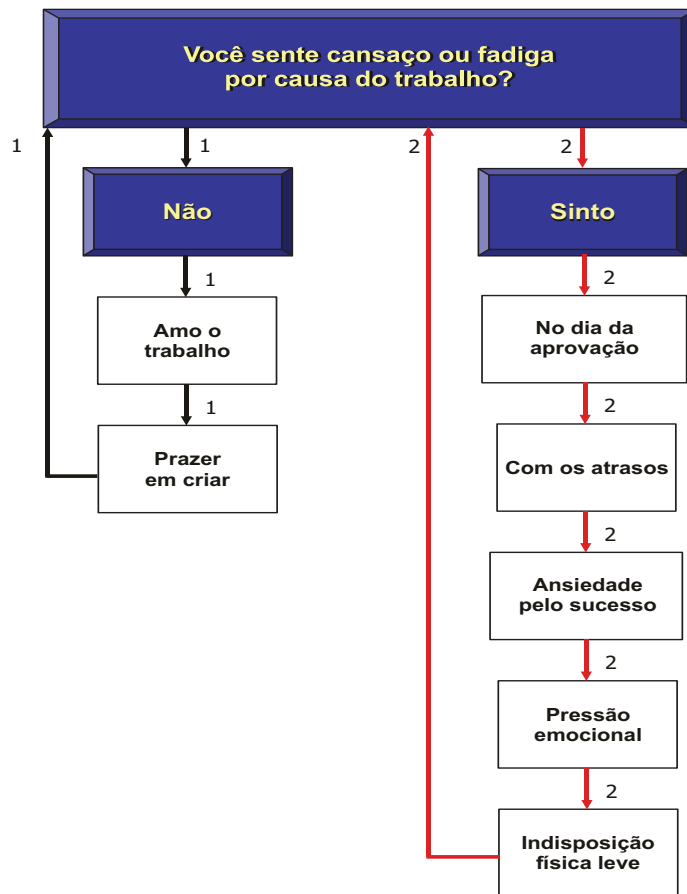 Você sente cansaço ou fadiga
por causa do trabalho?
1
1
2
2
Não
Sinto
1
2
Amo o
trabalho
No dia da
aprovação
1
2
Prazer
em criar
Com os atrasos
2
Ansiedade
pelo sucesso
2
Pressão
emocional
2
Indisposição
física leve